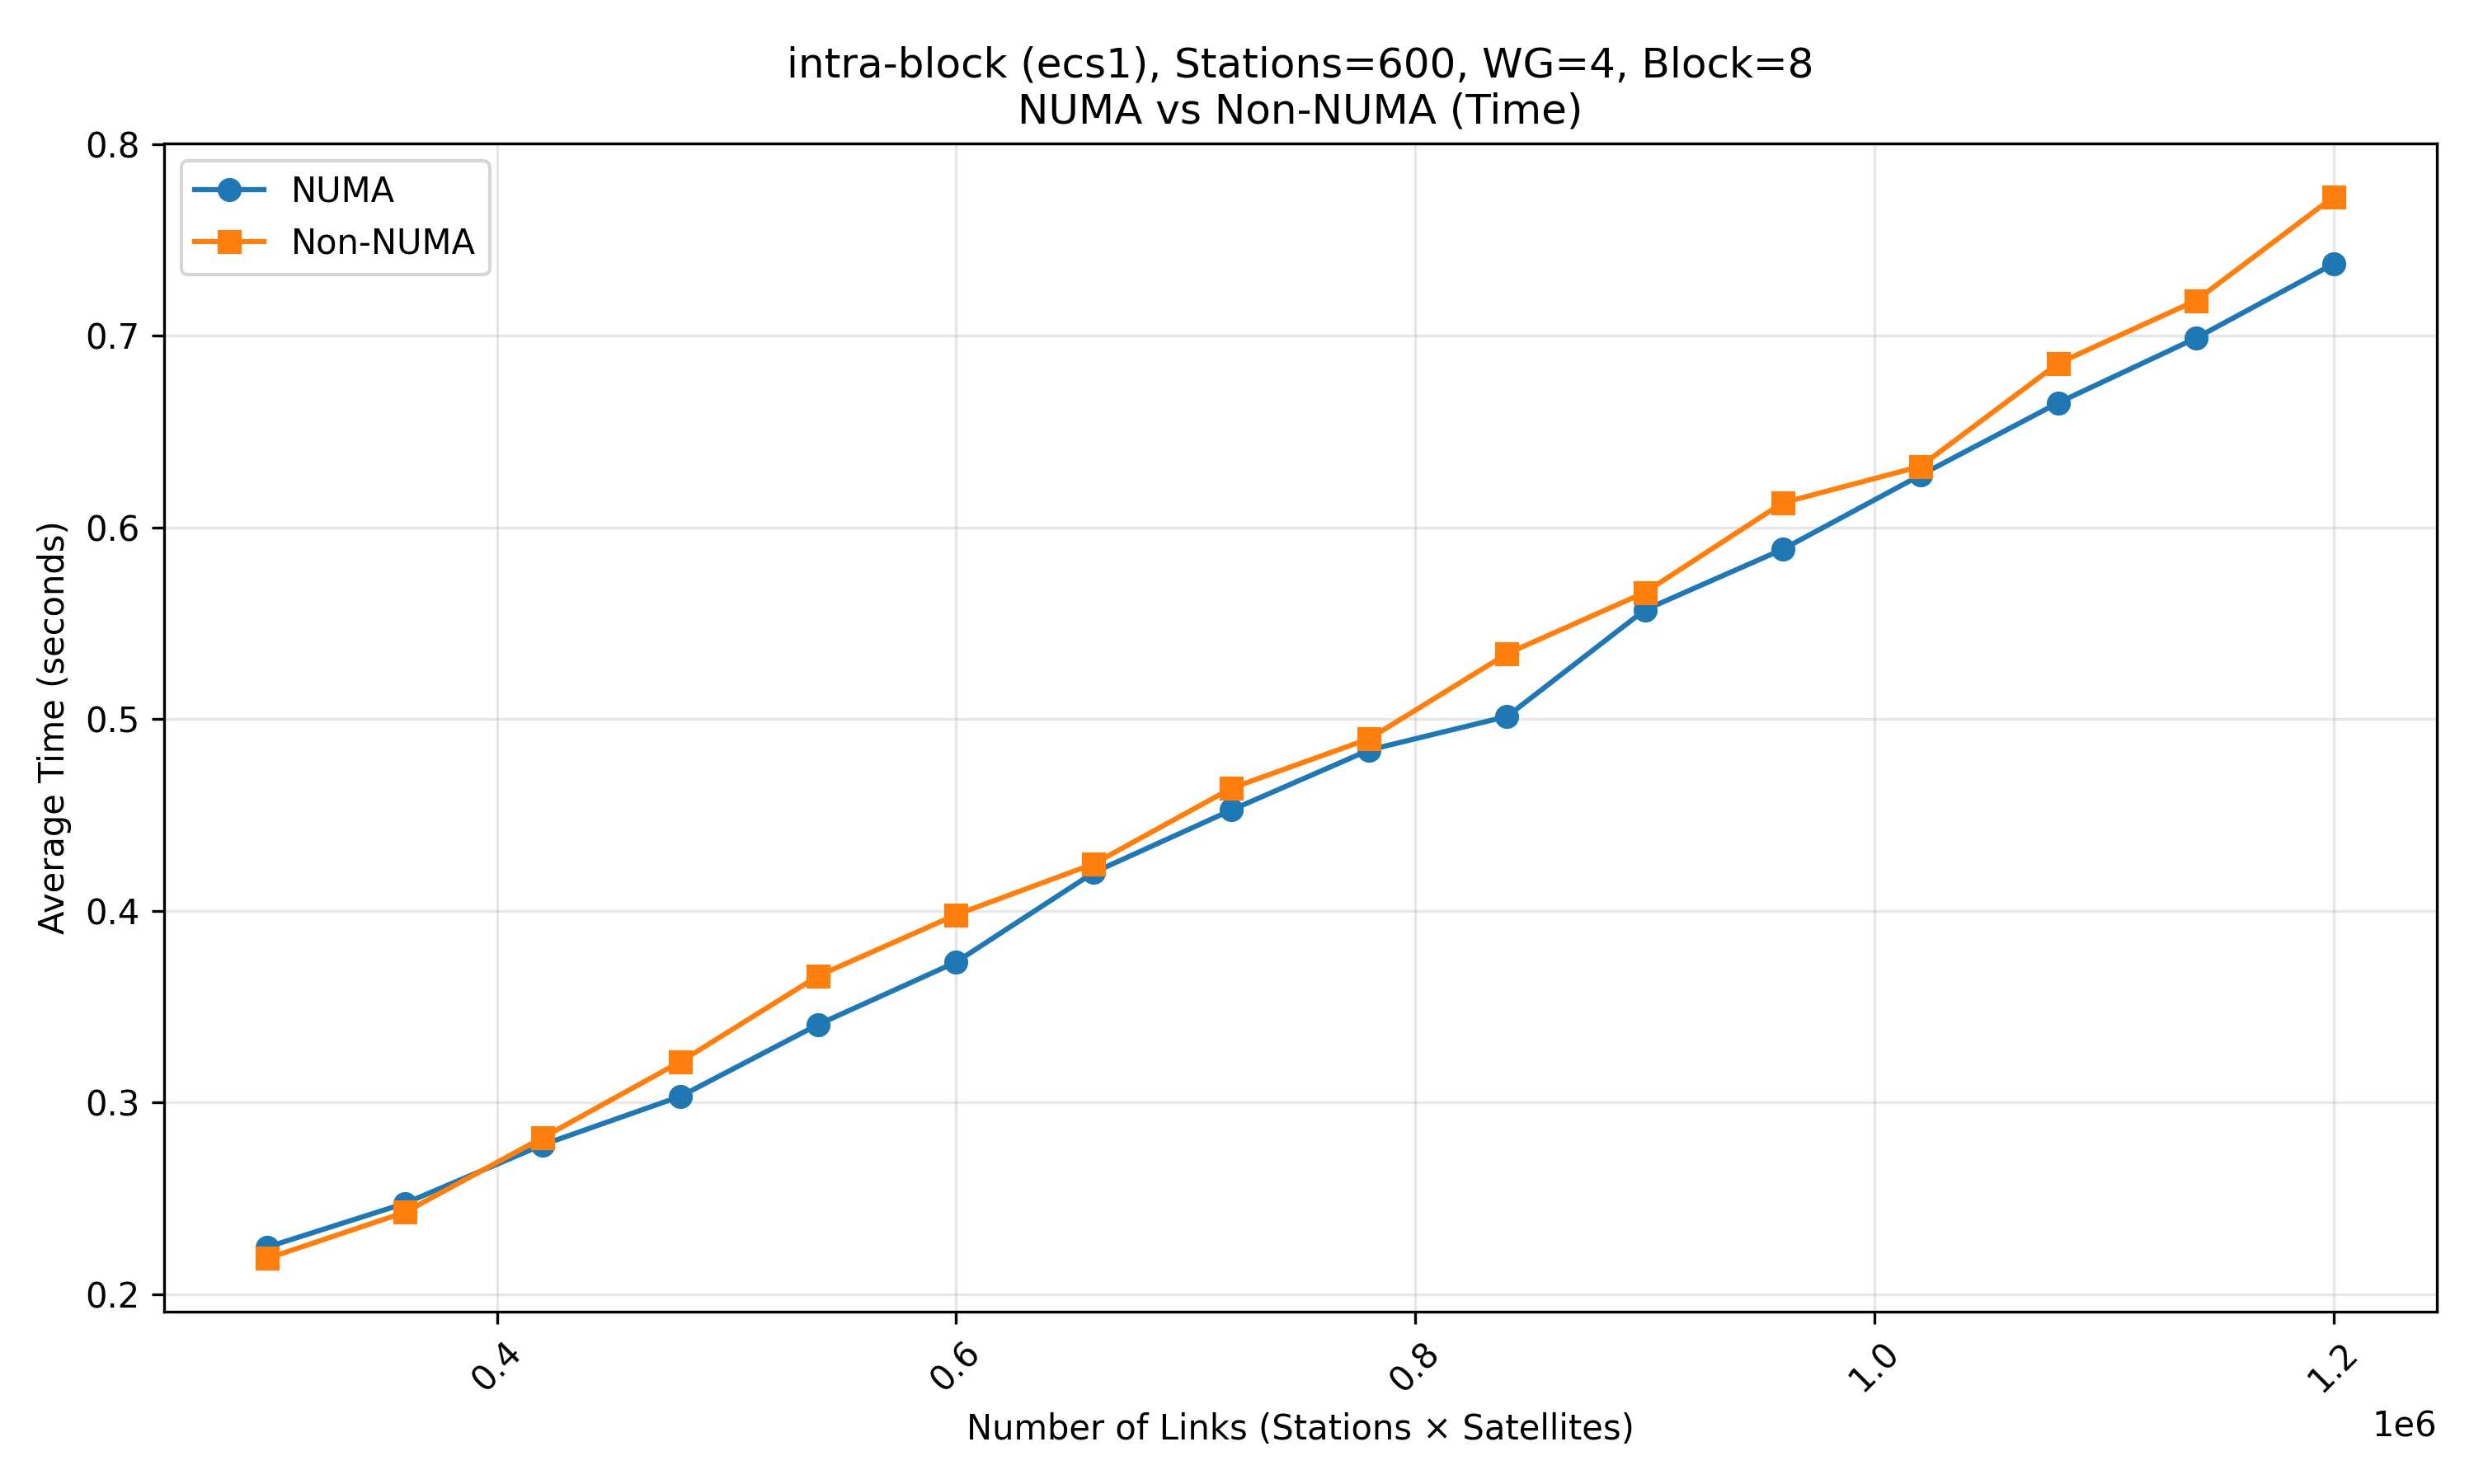 intra-block (ecs1), Stations=600, WG=4, Block=8
NUMA vs Non-NUMA (Time)
NUMA
Non-NUMA
Average Time (seconds)
0.8
0.7
0.6
0.5
0.4
0.3
0.2
0.4
0.6
0.8
1.0
1.2
1e6
Number of Links (Stations × Satellites)